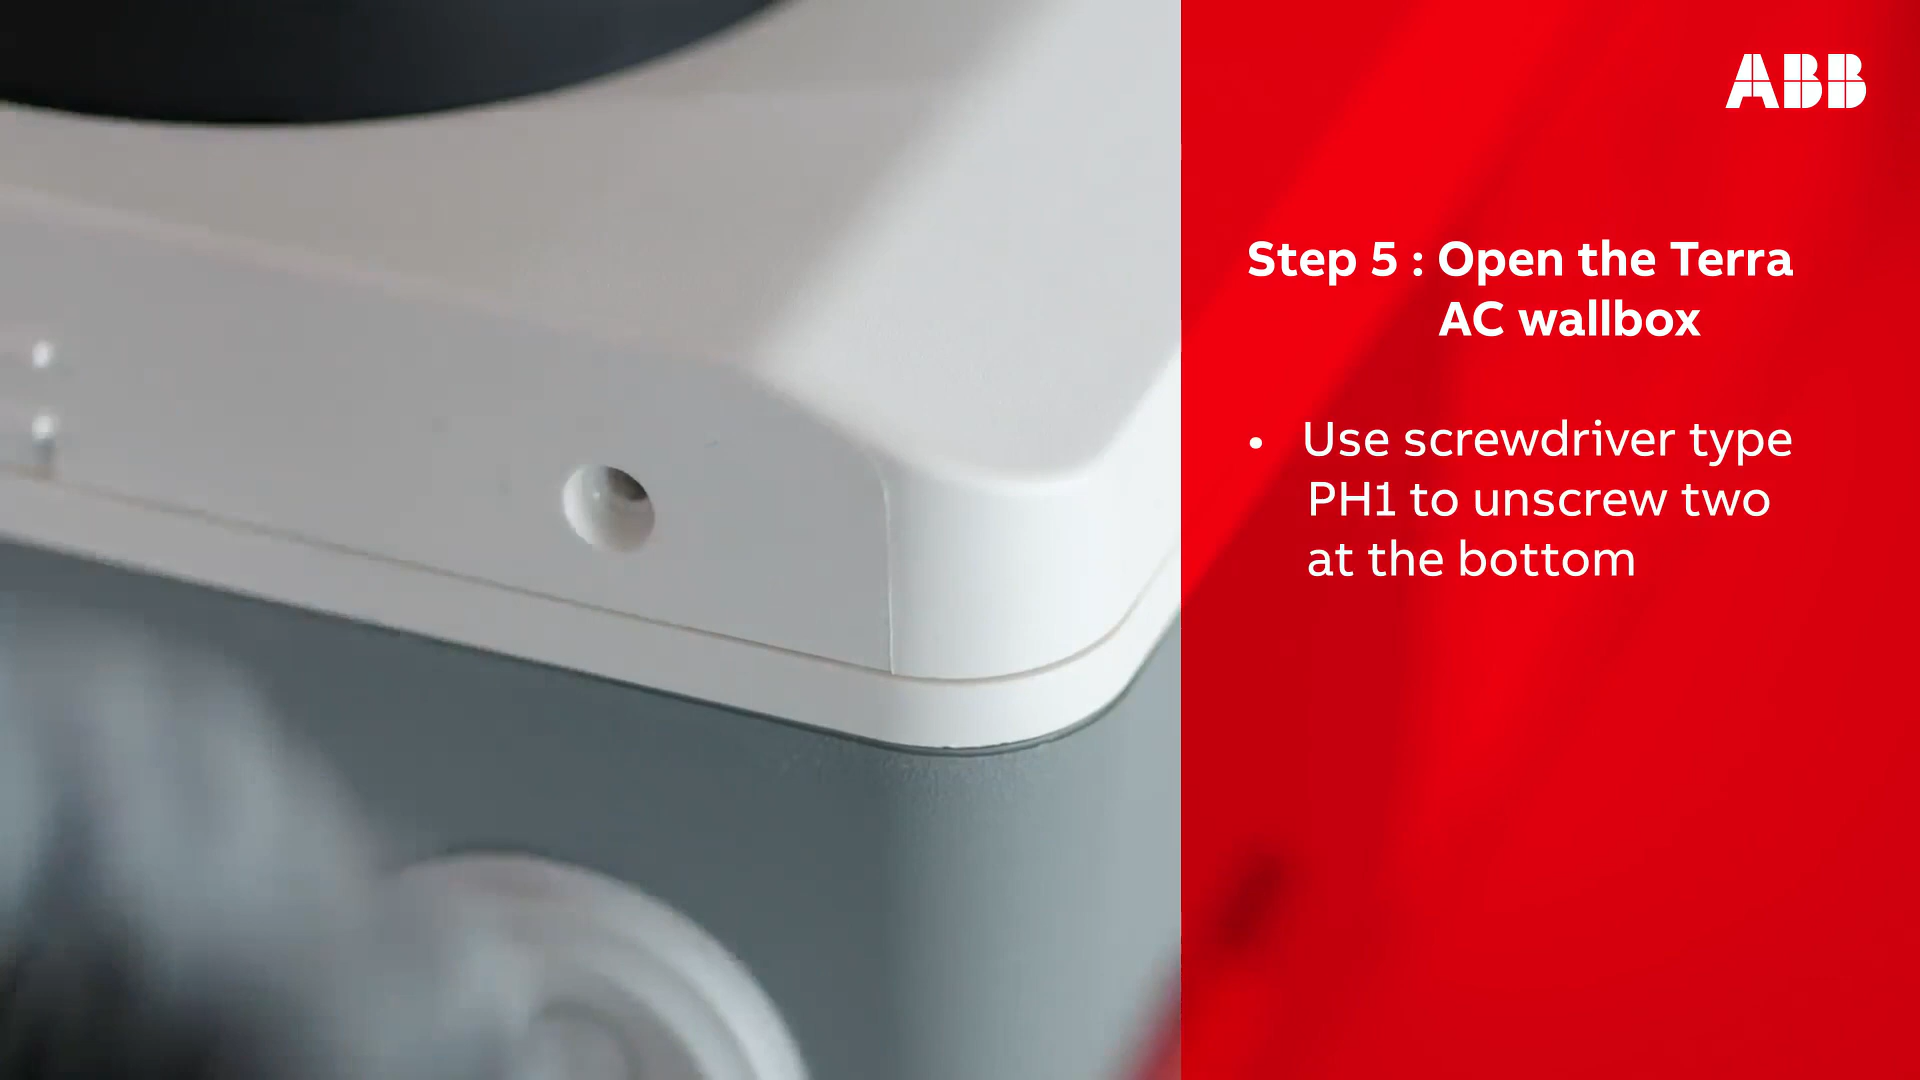 ABB
Step 5 : Open the Terra
AC wallbox
• Use screwdriver type
PH1 to unscrew two
at the bottom